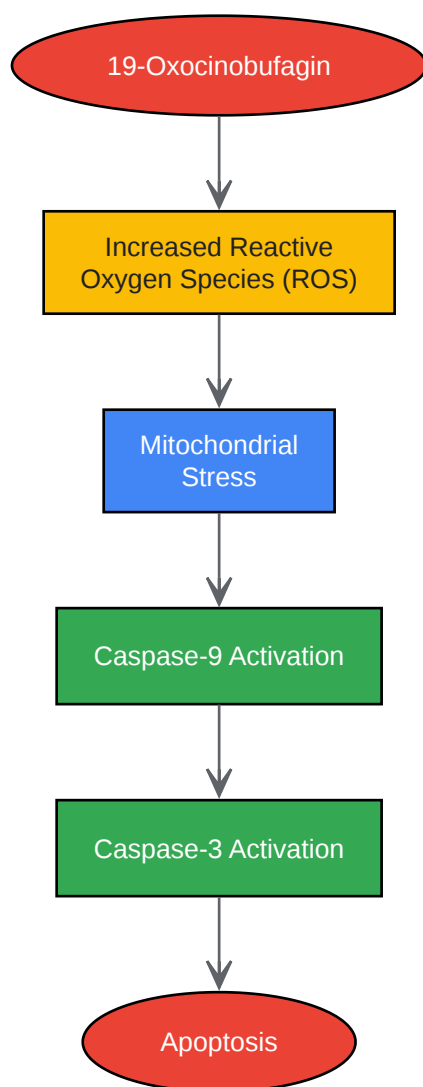 19-Oxocinobufagin
Increased Reactive
Oxygen Species (ROS)
Mitochondrial
Stress
Caspase-9 Activation
Caspase-3 Activation
Apoptosis